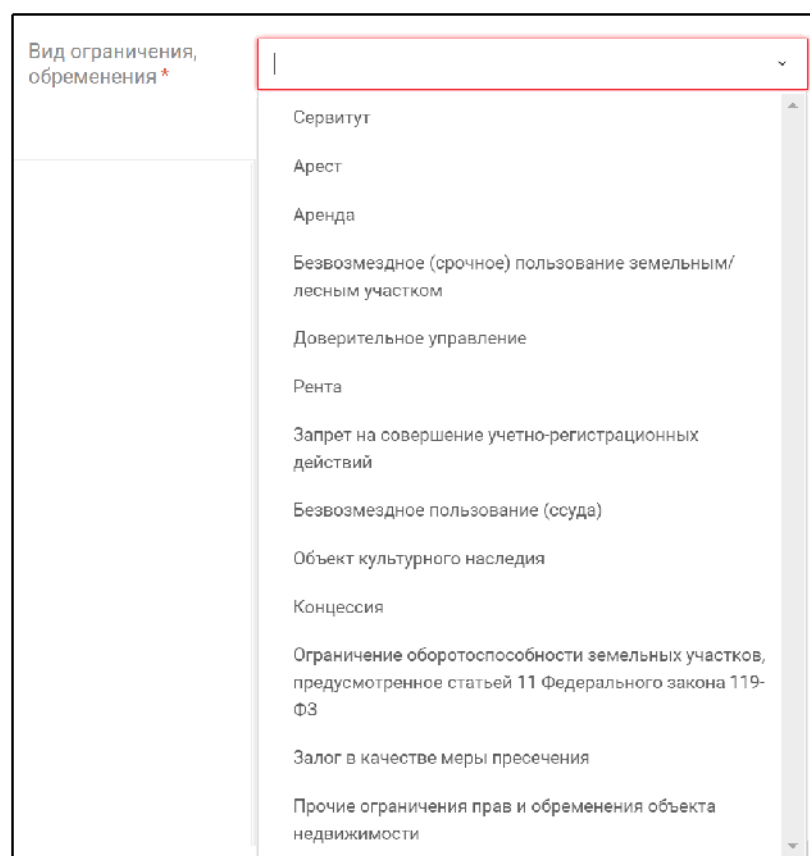 Вид ограничения,
обременения *
Сервитут
Арест
Аренда
Безвозмездное (срочное) пользование земельным/
лесным участком
Доверительное управление
Рента
Запрет на совершение учетно-регистрационных
действий
Безвозмездное пользование (ссуда)
Объект культурного наследия
Концессия
Ограничение оборотоспособности земельных участков,
предусмотренное статьей 11 Федерального закона 119-
ФЗ
Залог в качестве меры пресечения
Прочие ограничения прав и обременения объекта
недвижимости